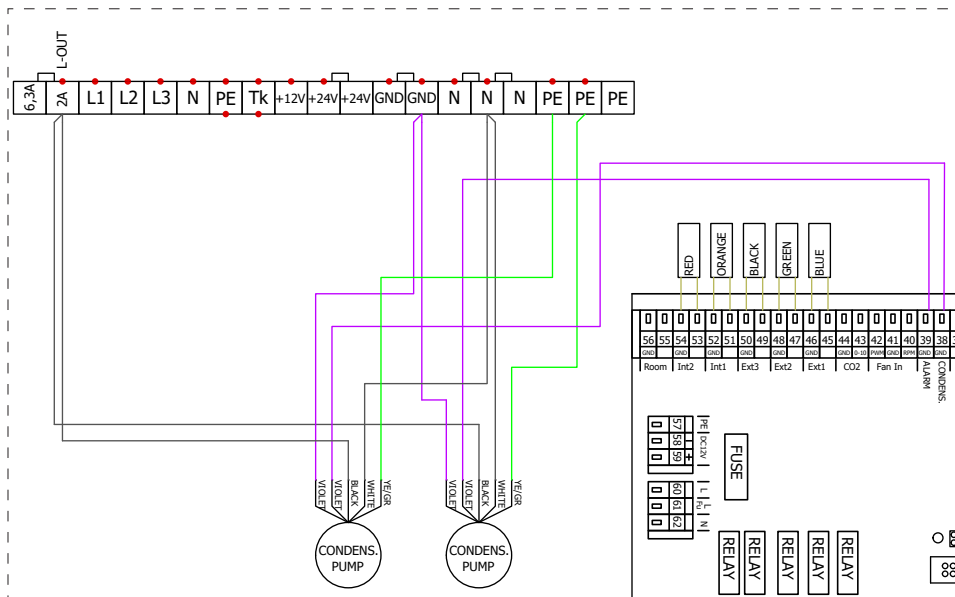 L-OUT
6,3A 2A L1 L2 L3 N PE Tk +12V +24V +24V GND GND N N N PE PE PE
RED ORANGE BLACK GREEN BLUE
56 55 54 53 52 51 50 49 48 47 46 45 44 43 42 41 40 39 38
GND GND GND GND GND GND GND 0-10 PWM GND RPM GND GND
Room Int2 Int1 Ext3 Ext2 Ext1 CO2 Fan In ALARM CONDENS.
57 PE
58 DC12V -
59 +
FUSE
60 L
61 L Fu
62 N
VIOLET VIOLET BLACK WHITE YE/GR
VIOLET VIOLET BLACK WHITE YE/GR
CONDENS.
PUMP
CONDENS.
PUMP
RELAY RELAY RELAY RELAY RELAY